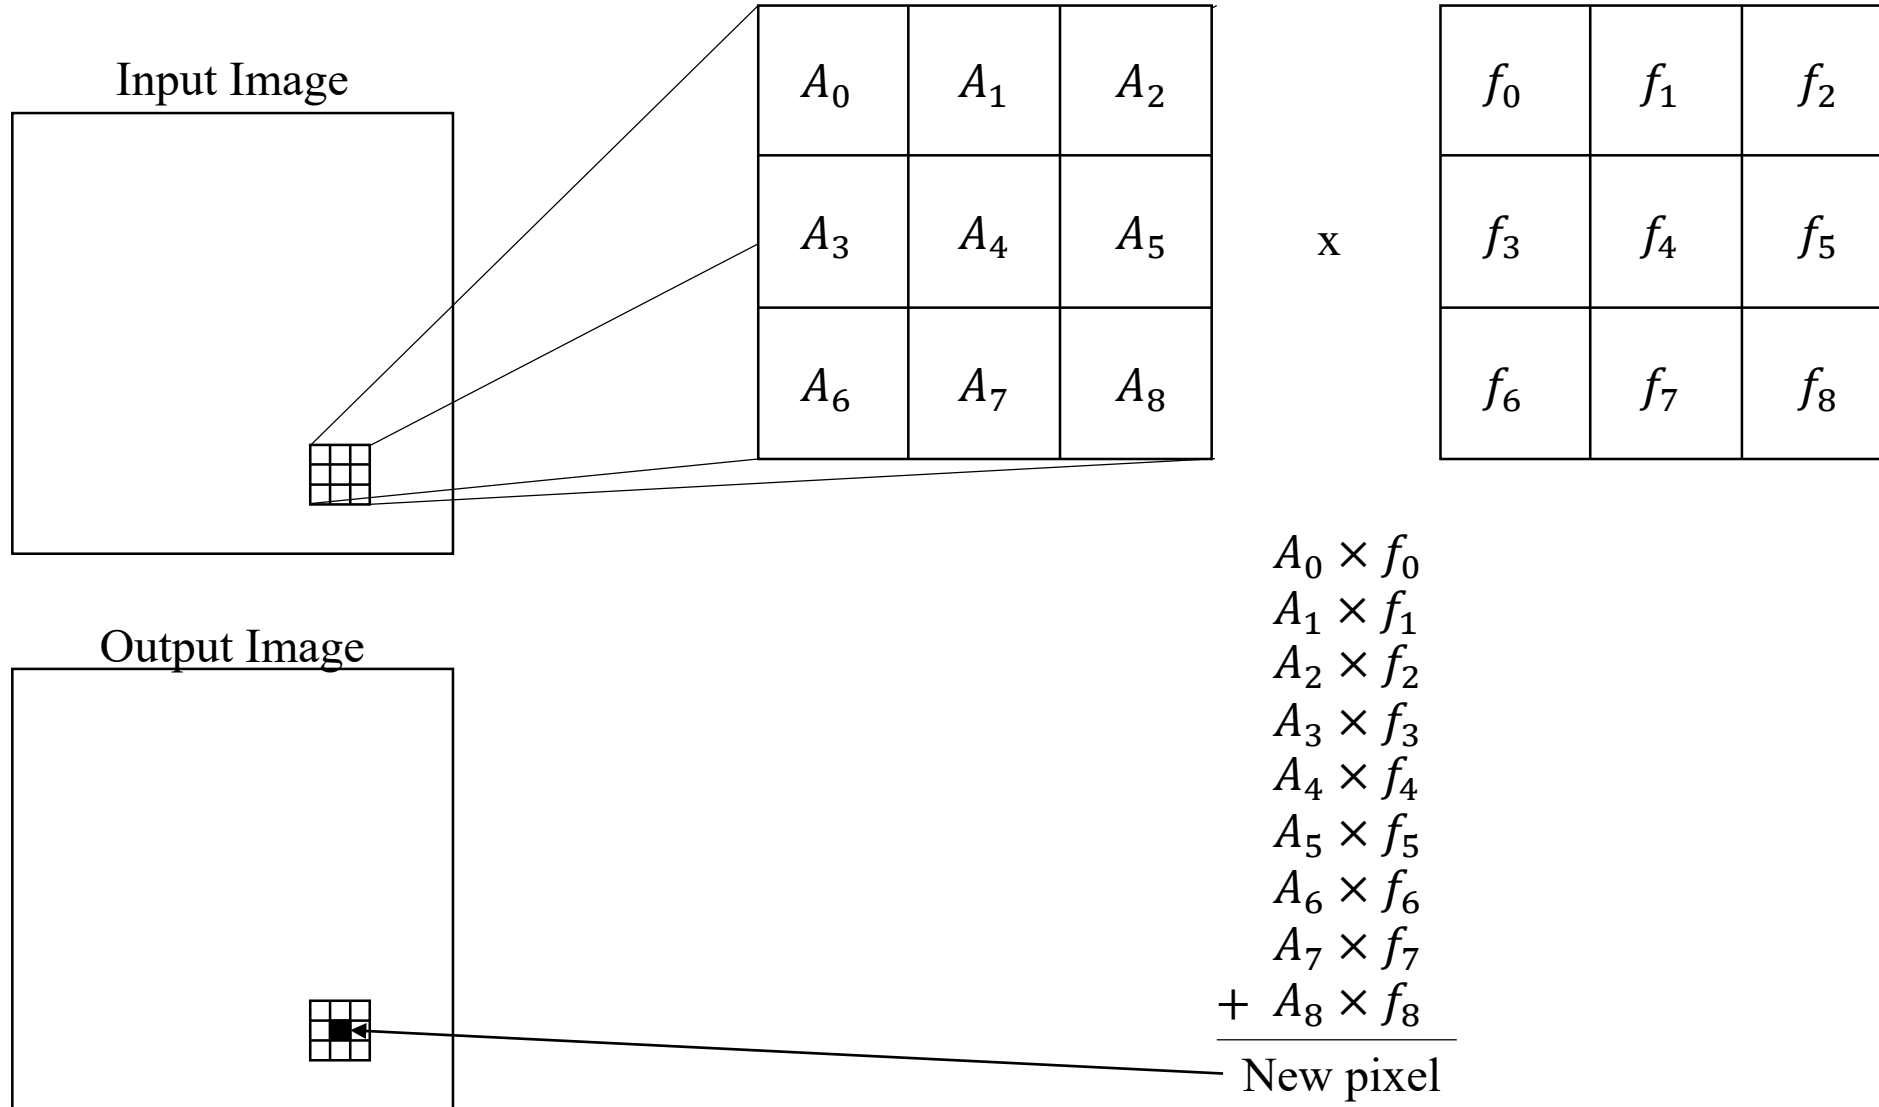 Input Image
A₀ A₁ A₂ f₀ f₁ f₂
A₃ A₄ A₅ x f₃ f₄ f₅
A₆ A₇ A₈ f₆ f₇ f₈
A₀ × f₀
A₁ × f₁
A₂ × f₂
A₃ × f₃
A₄ × f₄
A₅ × f₅
A₆ × f₆
A₇ × f₇
+ A₈ × f₈
New pixel
Output Image